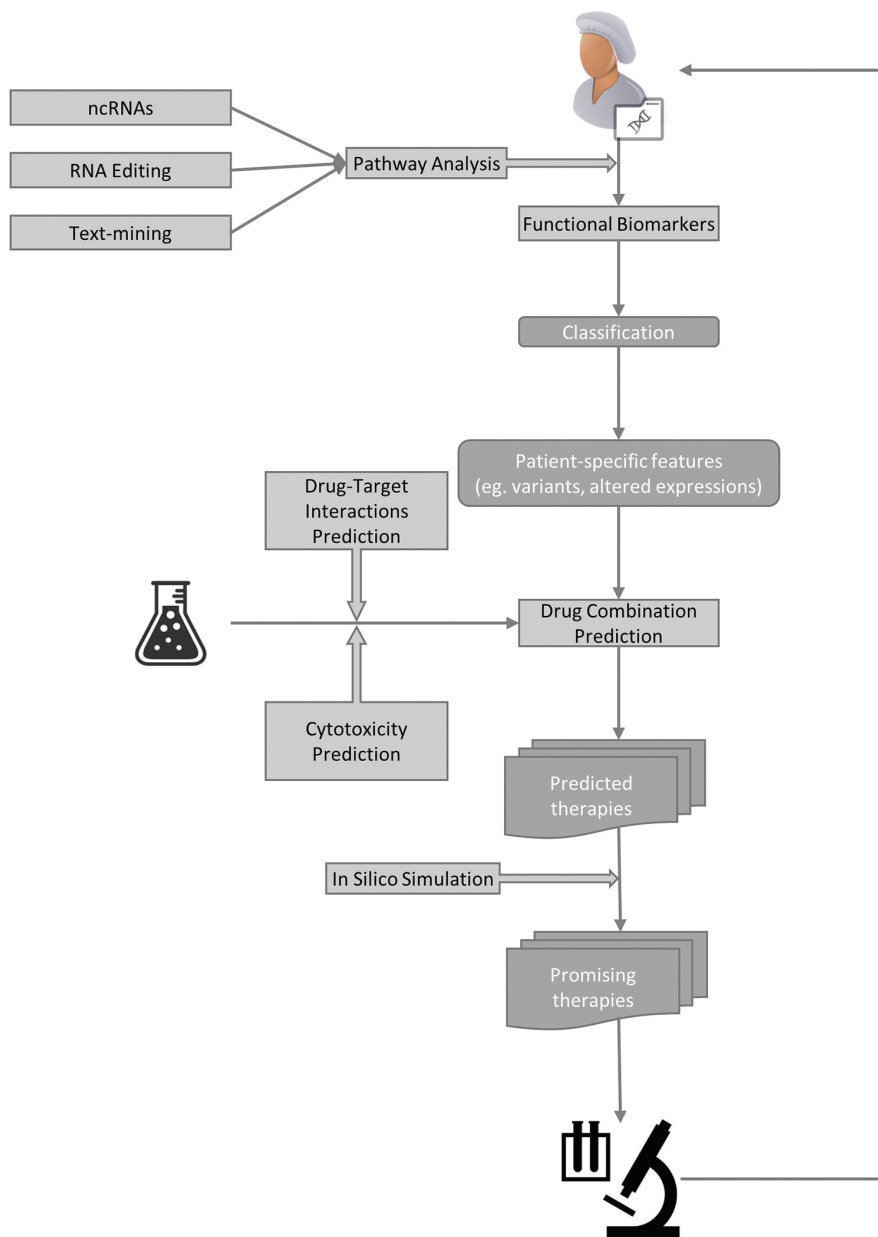 ncRNAs
RNA Editing
Text-mining
Pathway Analysis
Functional Biomarkers
Classification
Patient-specific features
(eg. variants, altered expressions)
Drug-Target
Interactions
Prediction
Drug Combination
Prediction
Cytotoxicity
Prediction
Predicted
therapies
In Silico Simulation
Promising
therapies